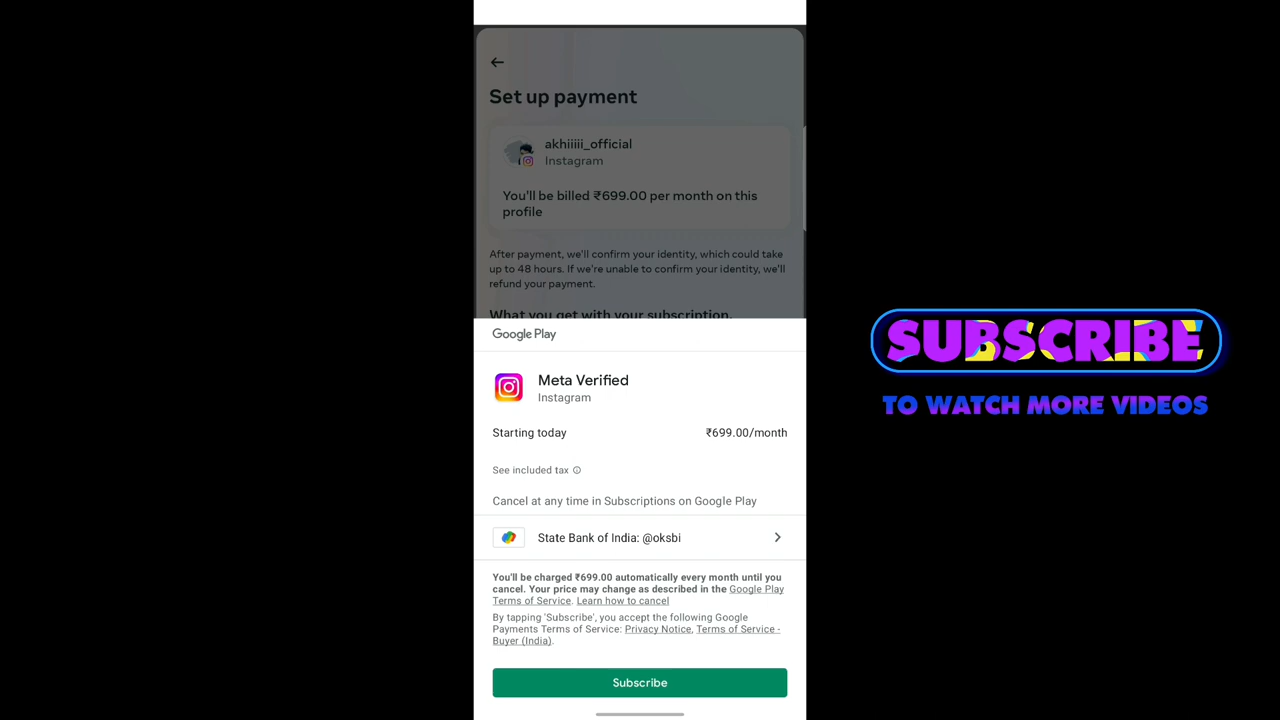 Set up payment
akhiiiii_official
Instagram
You'll be billed ₹699.00 per month on this
profile
After payment, we'll confirm your identity, which could take
up to 48 hours. If we're unable to confirm your identity, we'll
refund your payment.
What you get with your subscription.
Google Play
Meta Verified
Instagram
Starting today ₹699.00/month
See included tax
Cancel at any time in Subscriptions on Google Play
State Bank of India: @oksbi
You'll be charged ₹699.00 automatically every month until you
cancel. Your price may change as described in the Google Play
Terms of Service. Learn how to cancel
By tapping 'Subscribe', you accept the following Google
Payments Terms of Service: Privacy Notice, Terms of Service -
Buyer (India).
Subscribe
SUBSCRIBE
TO WATCH MORE VIDEOS